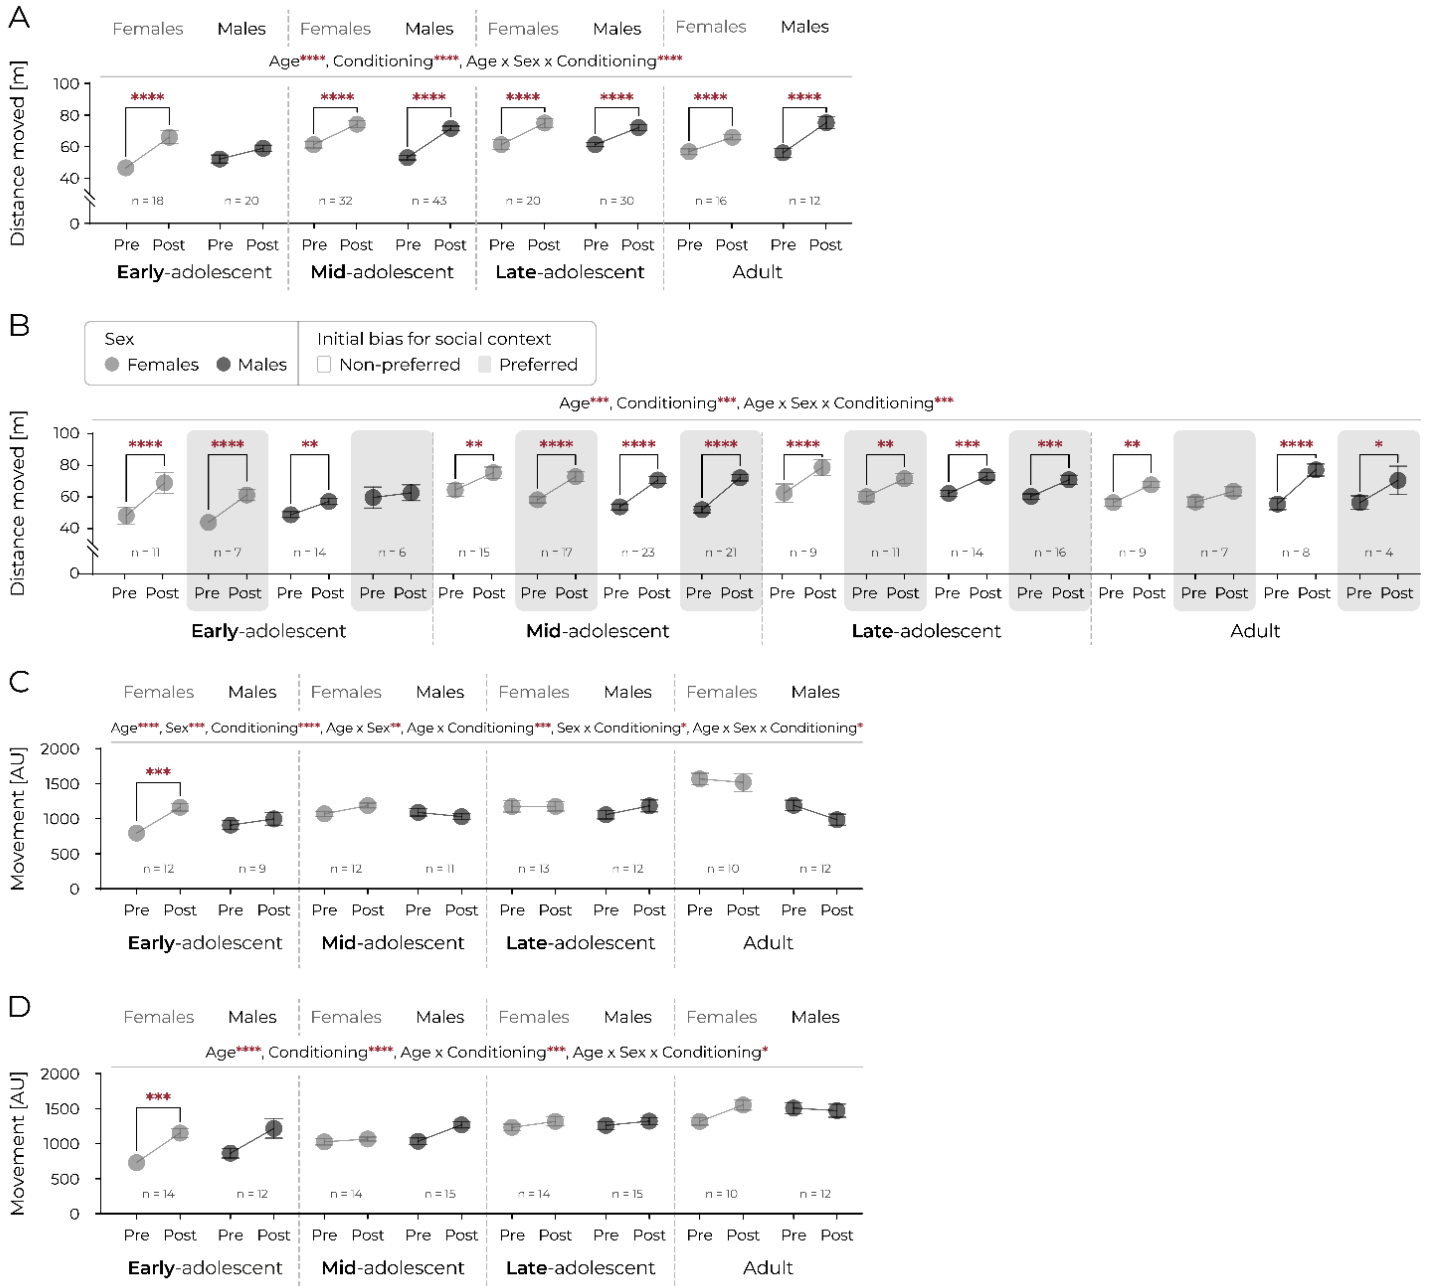 A
Females Males Females Males Females Males Females Males
Age****, Conditioning****, Age x Sex x Conditioning****
Distance moved [m]
100
80
60
40
0
**** **** **** **** **** **** ****
n = 18 n = 20 n = 32 n = 43 n = 20 n = 30 n = 16 n = 12
Pre Post Pre Post Pre Post Pre Post Pre Post Pre Post Pre Post Pre Post
Early-adolescent Mid-adolescent Late-adolescent Adult
B
Sex Initial bias for social context
Females Males Non-preferred Preferred
Age***, Conditioning***, Age x Sex x Conditioning***
Distance moved [m]
100
80
60
40
0
**** **** ** ** **** **** **** **** ** *** *** ** **** *
n = 11 n = 7 n = 14 n = 6 n = 15 n = 17 n = 23 n = 21 n = 9 n = 11 n = 14 n = 16 n = 9 n = 7 n = 8 n = 4
Pre Post Pre Post Pre Post Pre Post Pre Post Pre Post Pre Post Pre Post Pre Post Pre Post Pre Post Pre Post Pre Post Pre Post Pre Post Pre Post
Early-adolescent Mid-adolescent Late-adolescent Adult
C
Females Males Females Males Females Males Females Males
Age****, Sex***, Conditioning****, Age x Sex**, Age x Conditioning***, Sex x Conditioning*, Age x Sex x Conditioning*
Movement [AU]
2000
1500
1000
500
0
***
n = 12 n = 9 n = 12 n = 11 n = 13 n = 12 n = 10 n = 12
Pre Post Pre Post Pre Post Pre Post Pre Post Pre Post Pre Post Pre Post
Early-adolescent Mid-adolescent Late-adolescent Adult
D
Females Males Females Males Females Males Females Males
Age****, Conditioning****, Age x Conditioning***, Age x Sex x Conditioning*
Movement [AU]
2000
1500
1000
500
0
***
n = 14 n = 12 n = 14 n = 15 n = 14 n = 15 n = 10 n = 12
Pre Post Pre Post Pre Post Pre Post Pre Post Pre Post Pre Post Pre Post
Early-adolescent Mid-adolescent Late-adolescent Adult